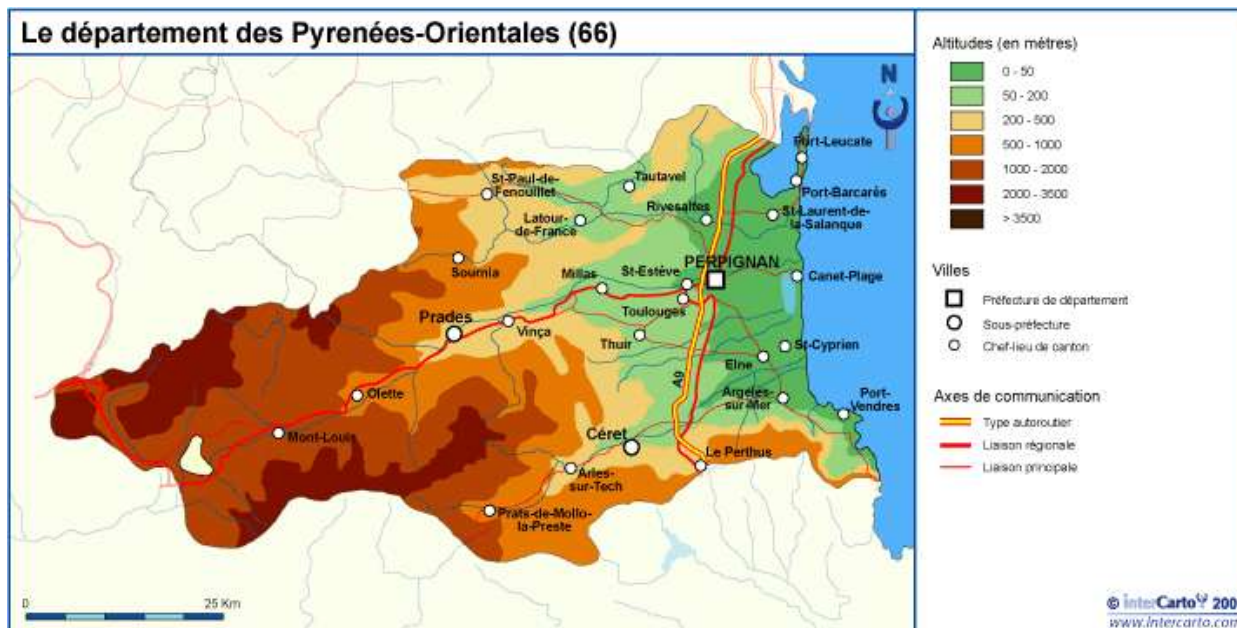 Le département des Pyrénées-Orientales (66)
N
Port-Leucate
St-Paul-de-
Fenouillet
Tautavel
Port-Barcarès
Latour-
de-France
Rivesaltes
St-Laurent-de-
la-Salanque
Sournia
Millas
St-Estève
PERPIGNAN
Canet-Plage
Prades
Vinça
Toulouges
Thuir
St-Cyprien
Elne
A9
Olette
Argelès-
sur-Mer
Port-
Vendres
Mont-Louis
Céret
Le Perthus
Arles-
sur-Tech
Prats-de-Mollo-
la-Preste
0 25 Km
Altitudes (en mètres)
0 - 50
50 - 200
200 - 500
500 - 1000
1000 - 2000
2000 - 3500
> 3500
Villes
Préfecture de département
Sous-préfecture
Chef-lieu de canton
Axes de communication
Type autoroutier
Liaison régionale
Liaison principale
© interCarto 200
www.intercarto.com